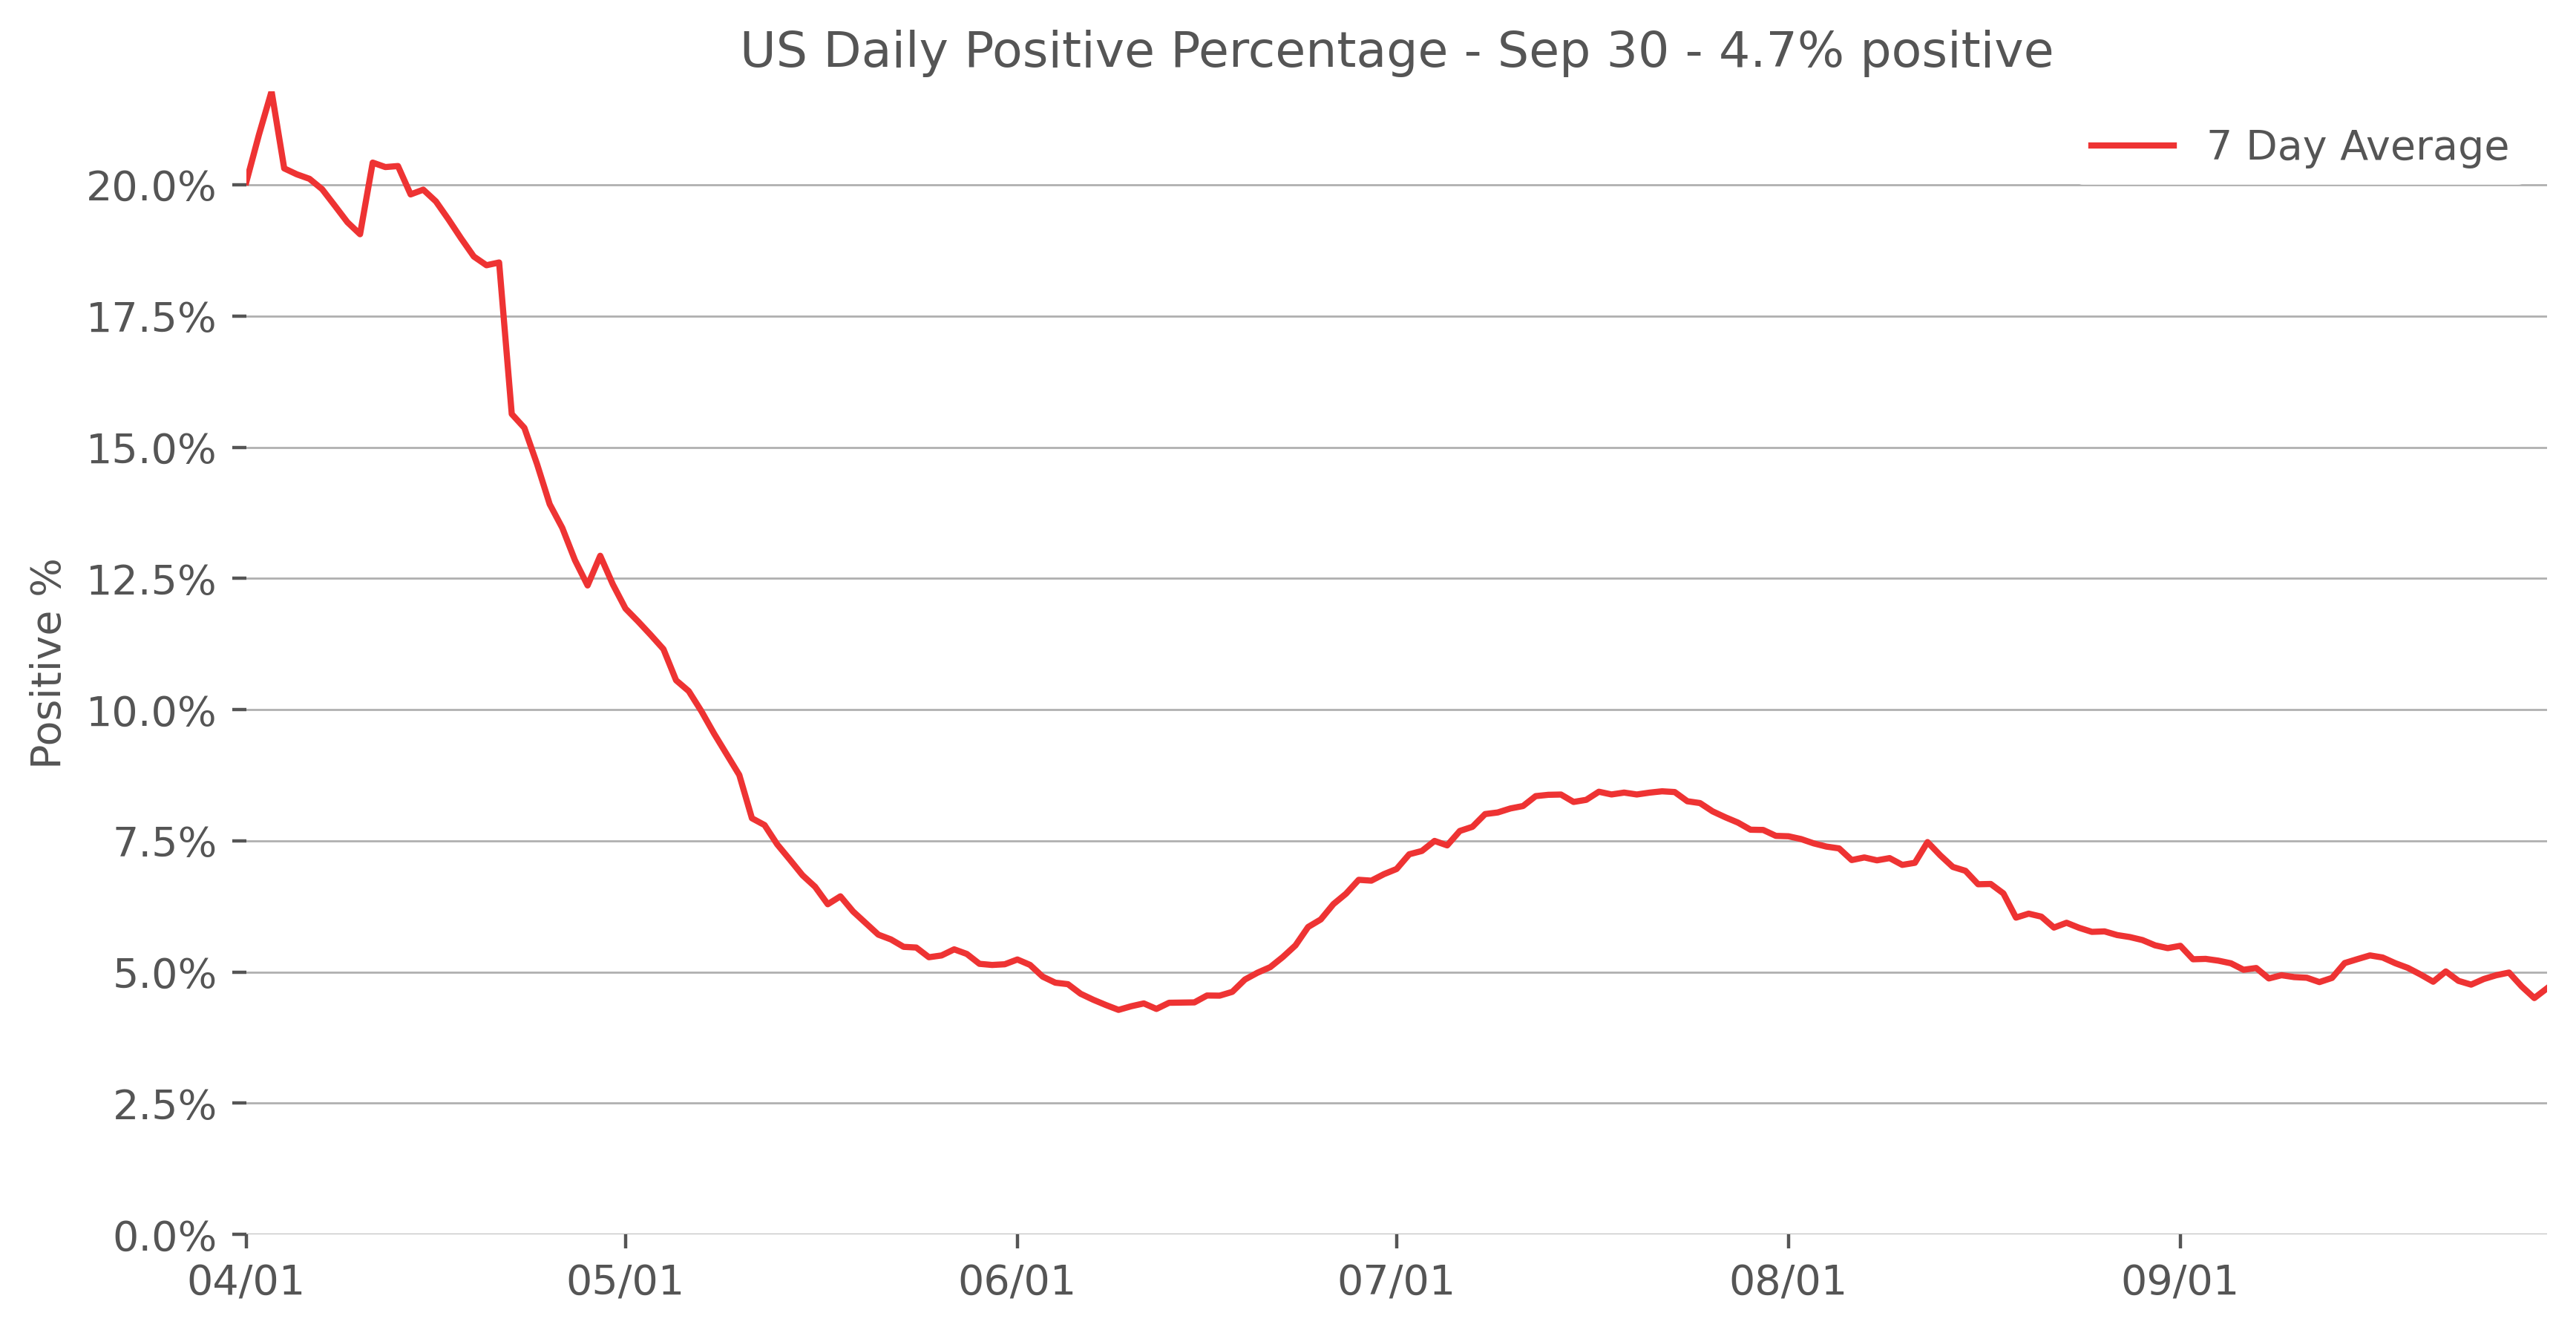 US Daily Positive Percentage - Sep 30 - 4.7% positive
7 Day Average
Positive %
20.0%
17.5%
15.0%
12.5%
10.0%
7.5%
5.0%
2.5%
0.0%
04/01 05/01 06/01 07/01 08/01 09/01